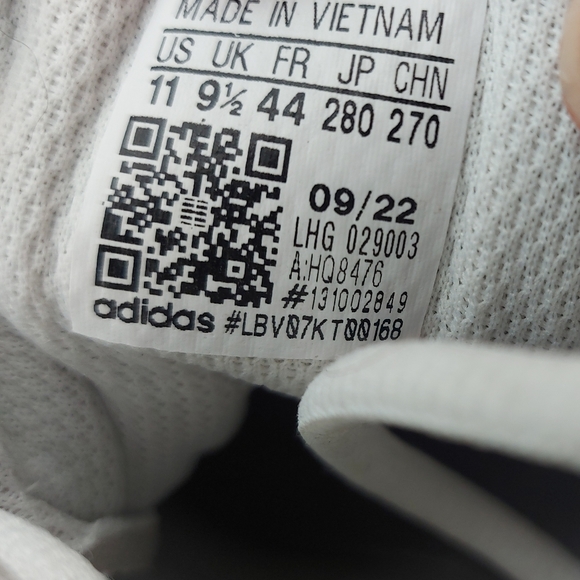 MADE IN VIETNAM
US UK FR JP CHN
11 9½ 44 280 270
09/22
LHG 029003
A:HQ8476
#131002849
adidas #LBV07KT00168